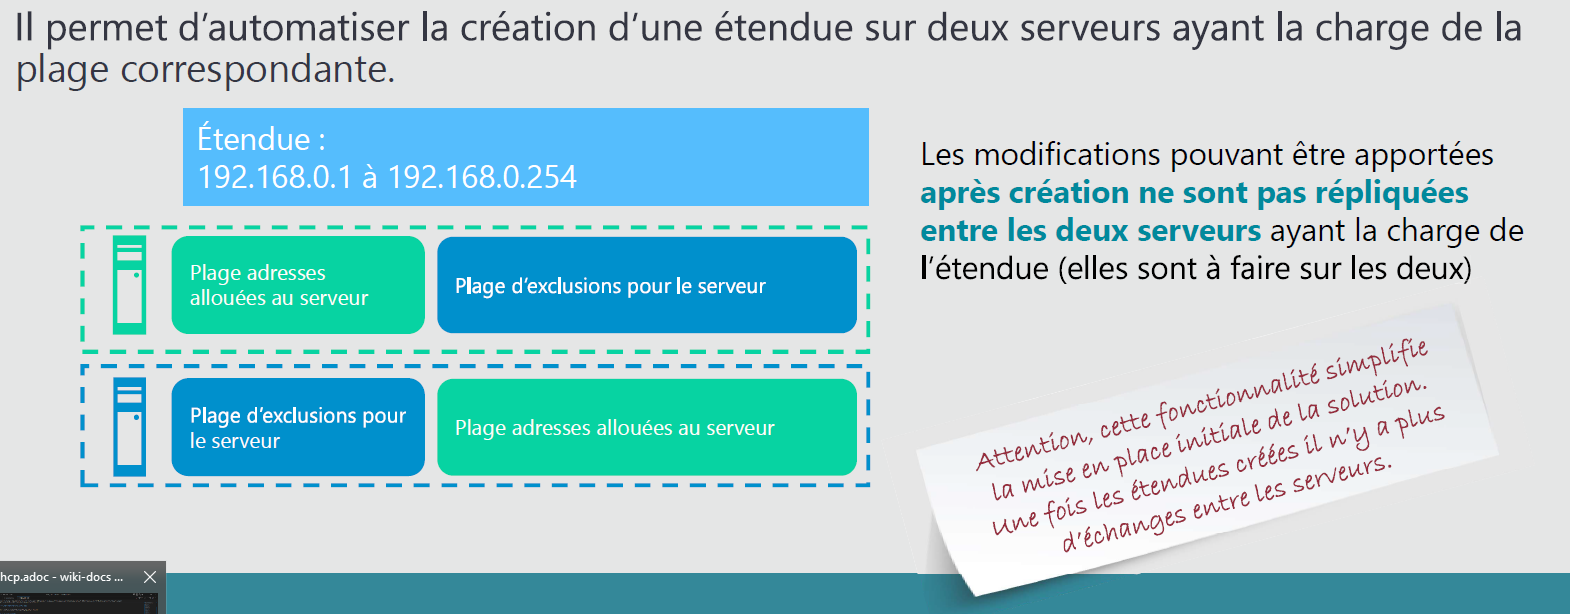 Il permet d’automatiser la création d’une étendue sur deux serveurs ayant la charge de la
plage correspondante.
Étendue :
192.168.0.1 à 192.168.0.254
Plage adresses
allouées au serveur
Plage d’exclusions pour le serveur
Plage d’exclusions pour
le serveur
Plage adresses allouées au serveur
Les modifications pouvant être apportées
après création ne sont pas répliquées
entre les deux serveurs ayant la charge de
l’étendue (elles sont à faire sur les deux)
Attention, cette fonctionnalité simplifie
la mise en place initiale de la solution.
Une fois les étendues créées il n’y a plus
d’échanges entre les serveurs.
hcp.adoc - wiki-docs ...